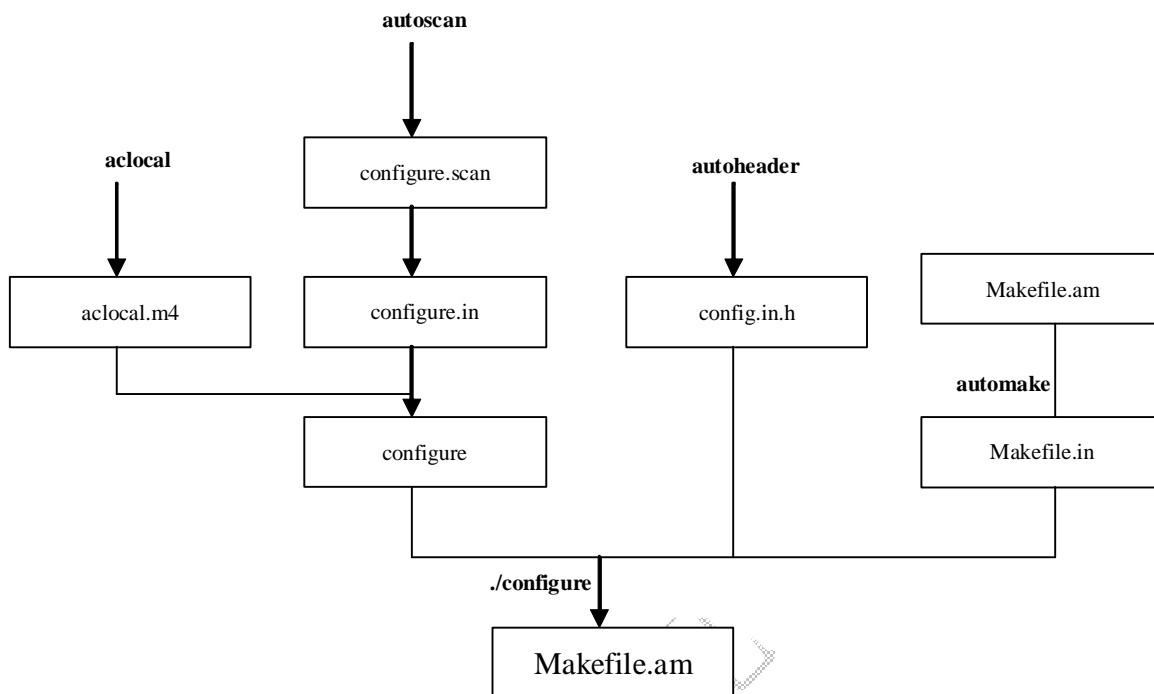 autoscan
aclocal
configure.scan
autoheader
aclocal.m4
configure.in
config.in.h
Makefile.am
automake
configure
Makefile.in
./configure
Makefile.am